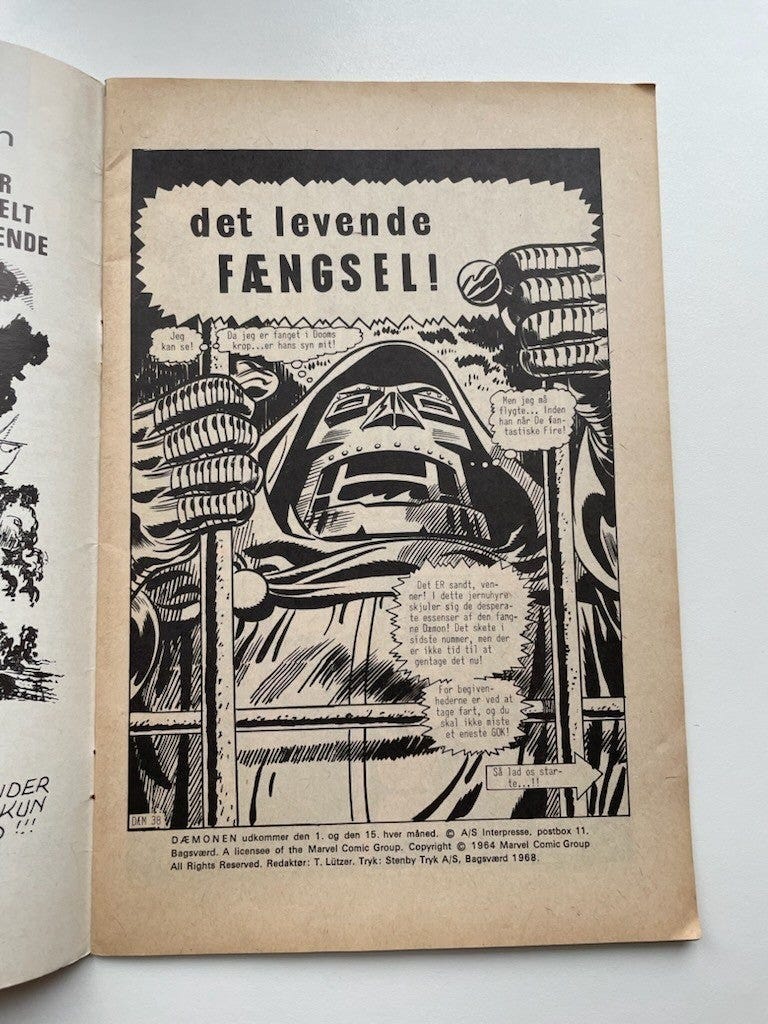 n
R
ELT
ENDE
NDER
KUN
!!!
det levende
FÆNGSEL!
Jeg
kan se!
Da jeg er fanget i Dooms
krop...er hans syn mit!
Men jeg må
flygte... Inden
han når De fan-
tastiske Fire!
Det ER sandt, ven-
ner! I dette jernuhyre
skjuler sig de despera-
te essenser af den fang-
ne Dæmon! Det skete i
sidste nummer, men der
er ikke tid til at
gentage det nu!
For begiven-
hederne er ved at
tage fart, og du
skal ikke miste
et eneste GOK!
Så lad os star-
te...!!
DÆM 38
DÆMONEN udkommer den 1. og den 15. hver måned. © A/S Interpresse, postbox 11.
Bagsværd. A licensee of the Marvel Comic Group. Copyright © 1964 Marvel Comic Group
All Rights Reserved. Redaktør: T. Lützer. Tryk: Stenby Tryk A/S, Bagsværd 1968.